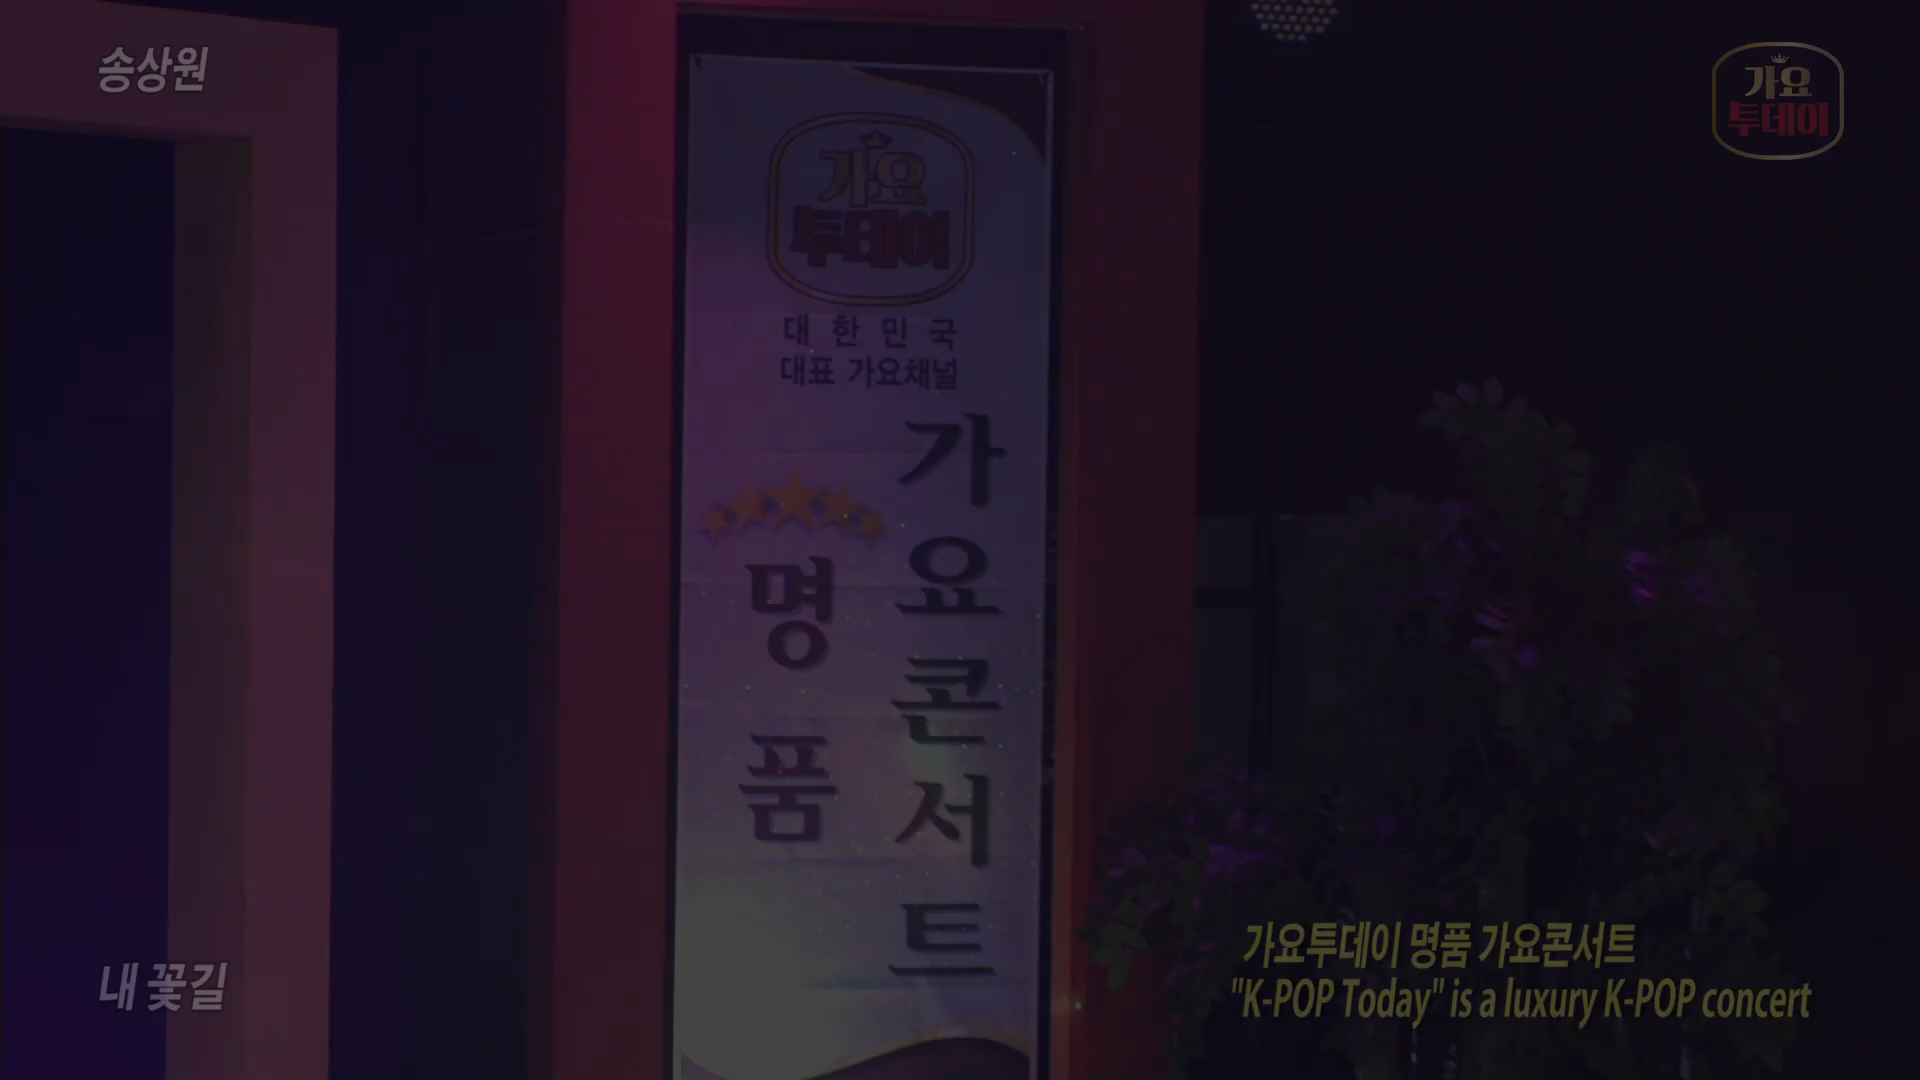 송상원
가요
투데이
가요
투데이
대한민국
대표 가요채널
가요콘서트
명품
내 꽃길
가요투데이 명품 가요콘서트
"K-POP Today" is a luxury K-POP concert